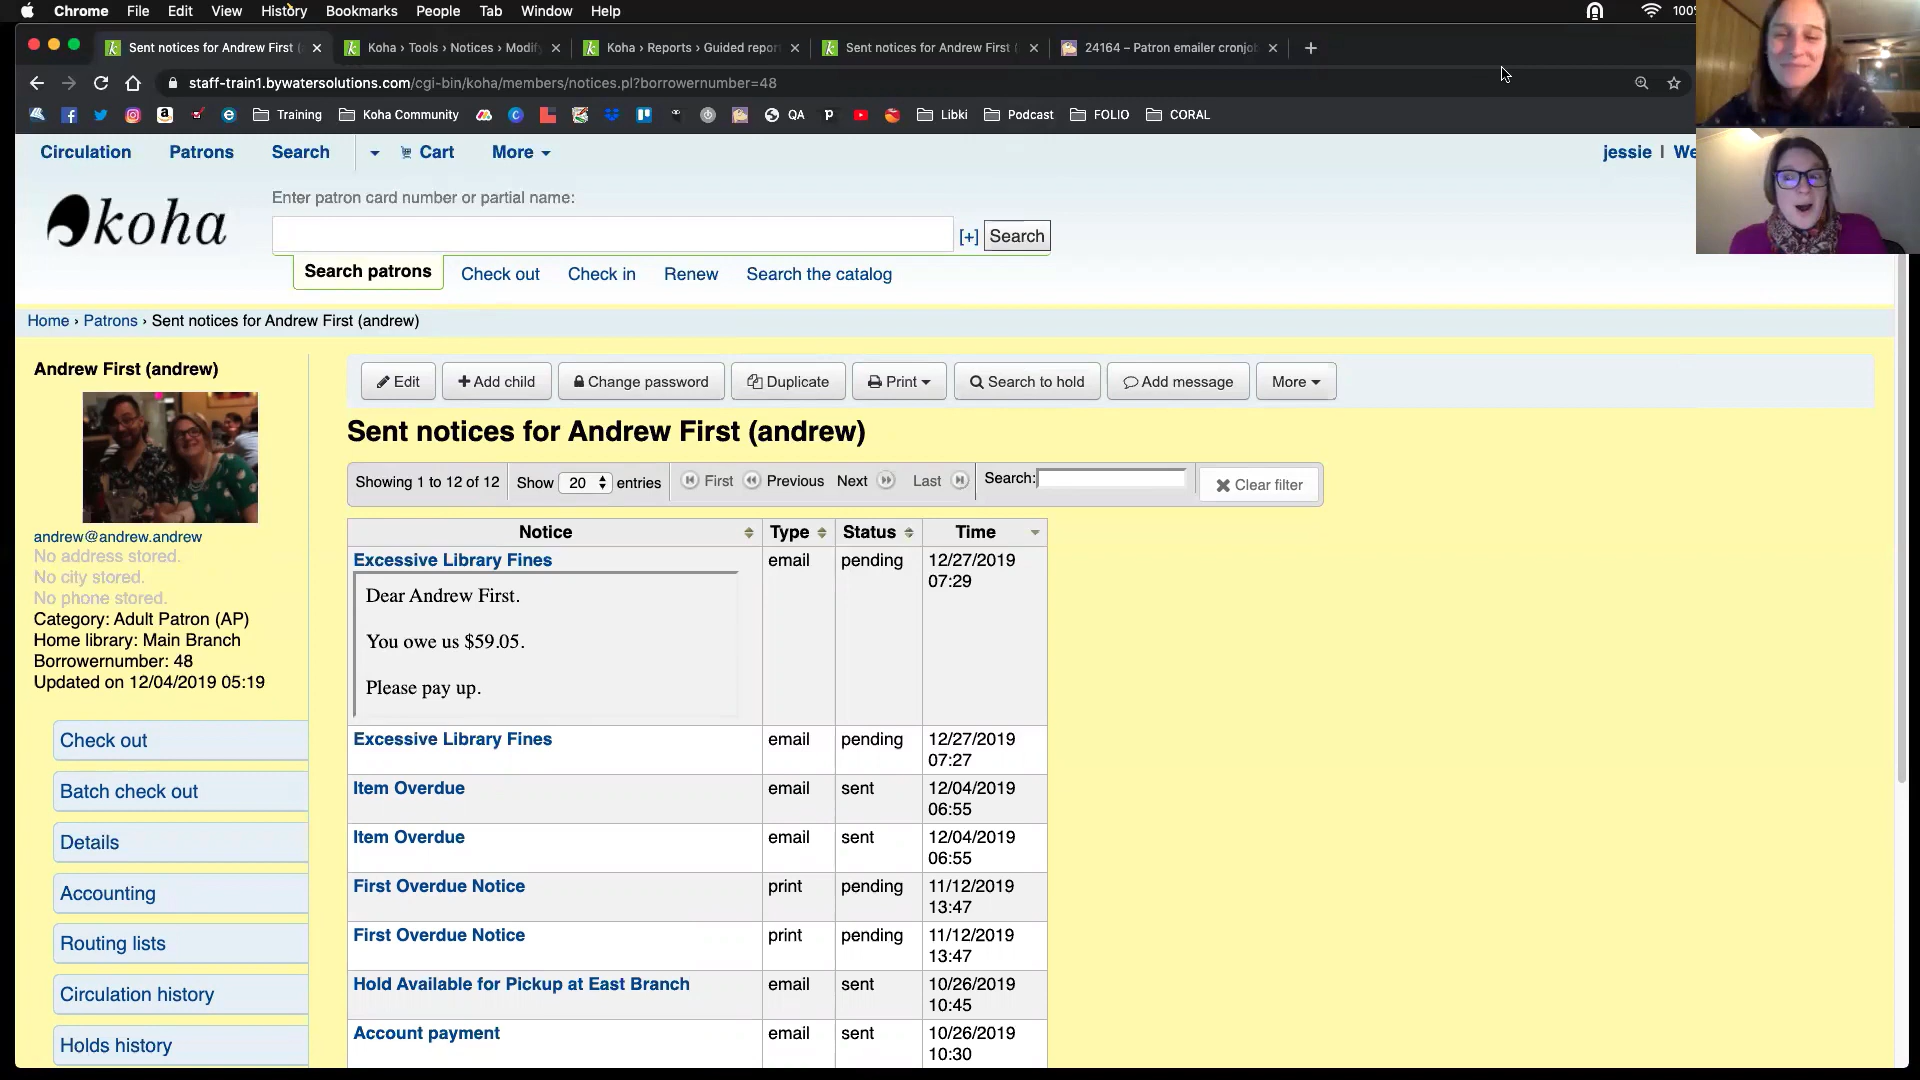 Chrome File Edit View History Bookmarks People Tab Window Help 100%
Sent notices for Andrew First ( Koha › Tools › Notices › Modify Koha › Reports › Guided repor Sent notices for Andrew First ( 24164 – Patron emailer cronjob
staff-train1.bywatersolutions.com/cgi-bin/koha/members/notices.pl?borrowernumber=48
Training Koha Community QA Libki Podcast FOLIO CORAL
Circulation Patrons Search Cart More jessie | We
koha
Enter patron card number or partial name:
[+] Search
Search patrons Check out Check in Renew Search the catalog
Home › Patrons › Sent notices for Andrew First (andrew)
Andrew First (andrew)
andrew@andrew.andrew
No address stored.
No city stored.
No phone stored.
Category: Adult Patron (AP)
Home library: Main Branch
Borrowernumber: 48
Updated on 12/04/2019 05:19
Check out
Batch check out
Details
Accounting
Routing lists
Circulation history
Holds history
Edit Add child Change password Duplicate Print Search to hold Add message More
Sent notices for Andrew First (andrew)
Showing 1 to 12 of 12 Show 20 entries First Previous Next Last Search: Clear filter
Notice Type Status Time
Excessive Library Fines email pending 12/27/2019
07:29
Dear Andrew First.
You owe us $59.05.
Please pay up.
Excessive Library Fines email pending 12/27/2019
07:27
Item Overdue email sent 12/04/2019
06:55
Item Overdue email sent 12/04/2019
06:55
First Overdue Notice print pending 11/12/2019
13:47
First Overdue Notice print pending 11/12/2019
13:47
Hold Available for Pickup at East Branch email sent 10/26/2019
10:45
Account payment email sent 10/26/2019
10:30